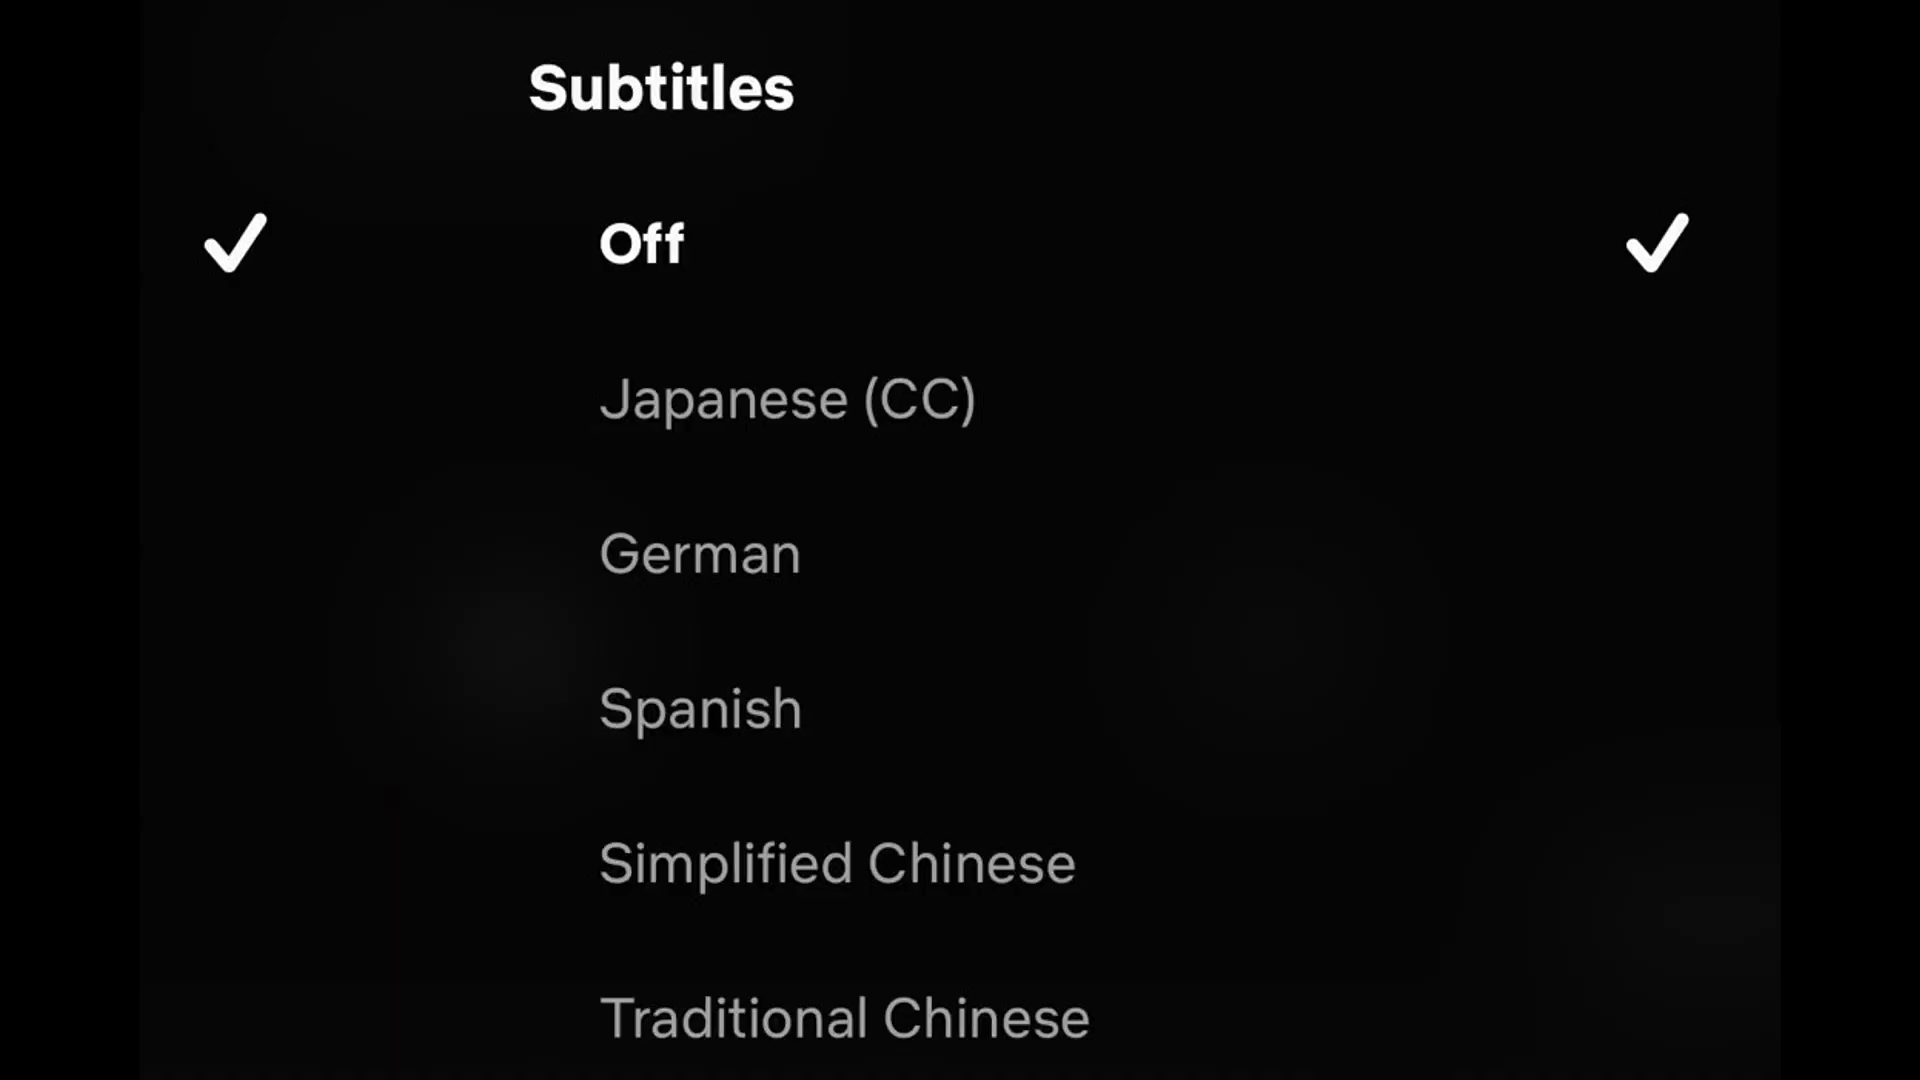 Subtitles
Off
Japanese (CC)
German
Spanish
Simplified Chinese
Traditional Chinese